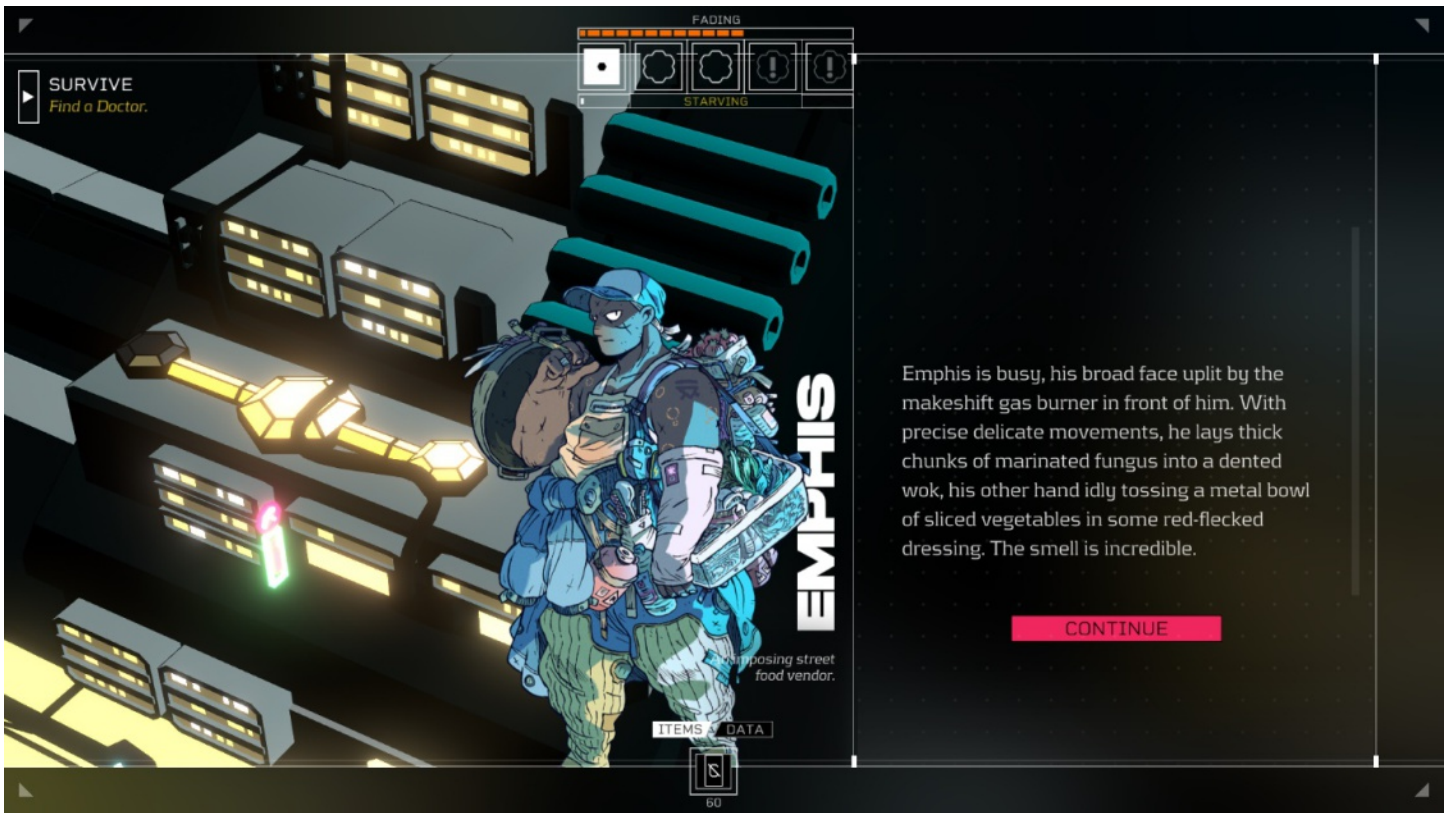 FADING
SURVIVE
Find a Doctor.
STARVING
EMPHIS
imposing street
food vendor.
Emphis is busy, his broad face uplit by the
makeshift gas burner in front of him. With
precise delicate movements, he lays thick
chunks of marinated fungus into a dented
wok, his other hand idly tossing a metal bowl
of sliced vegetables in some red-flecked
dressing. The smell is incredible.
CONTINUE
ITEMS DATA
60